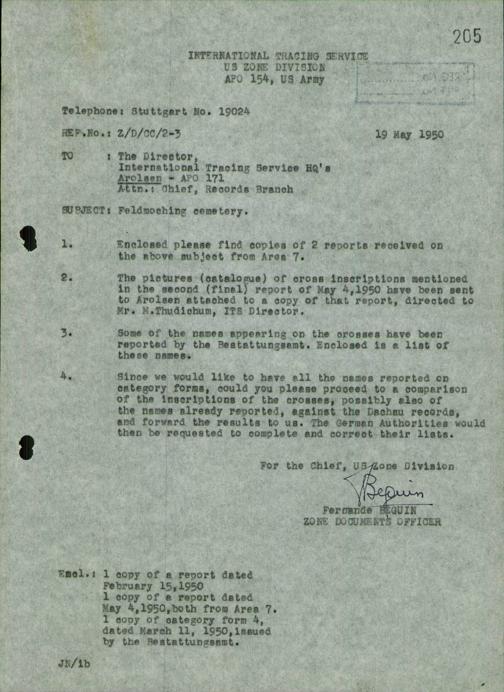 205
INTERNATIONAL TRACING SERVICE
US ZONE DIVISION
APO 154, US Army
Telephone: Stuttgart No. 19024
REF.No.: Z/D/CC/2-3 19 May 1950
TO : The Director,
International Tracing Service HQ's
Arolsen - APO 171
Attn.: Chief, Records Branch
SUBJECT: Feldmoching cemetery.
1. Enclosed please find copies of 2 reports received on
the above subject from Area 7.
2. The pictures (catalogue) of cross inscriptions mentioned
in the second (final) report of May 4,1950 have been sent
to Arolsen attached to a copy of that report, directed to
Mr. M.Thudichum, ITS Director.
3. Some of the names appearing on the crosses have been
reported by the Bestattungsamt. Enclosed is a list of
these names.
4. Since we would like to have all the names reported on
category forms, could you please proceed to a comparison
of the inscriptions of the crosses, possibly also of
the names already reported, against the Dachau records,
and forward the results to us. The German Authorities would
then be requested to complete and correct their lists.
For the Chief, US Zone Division
Beguin
Fernande BEGUIN
ZONE DOCUMENTS OFFICER
Encl.: 1 copy of a report dated
February 15,1950
1 copy of a report dated
May 4,1950,both from Area 7.
1 copy of category form 4,
dated March 11, 1950,issued
by the Bestattungsamt.
JN/ib